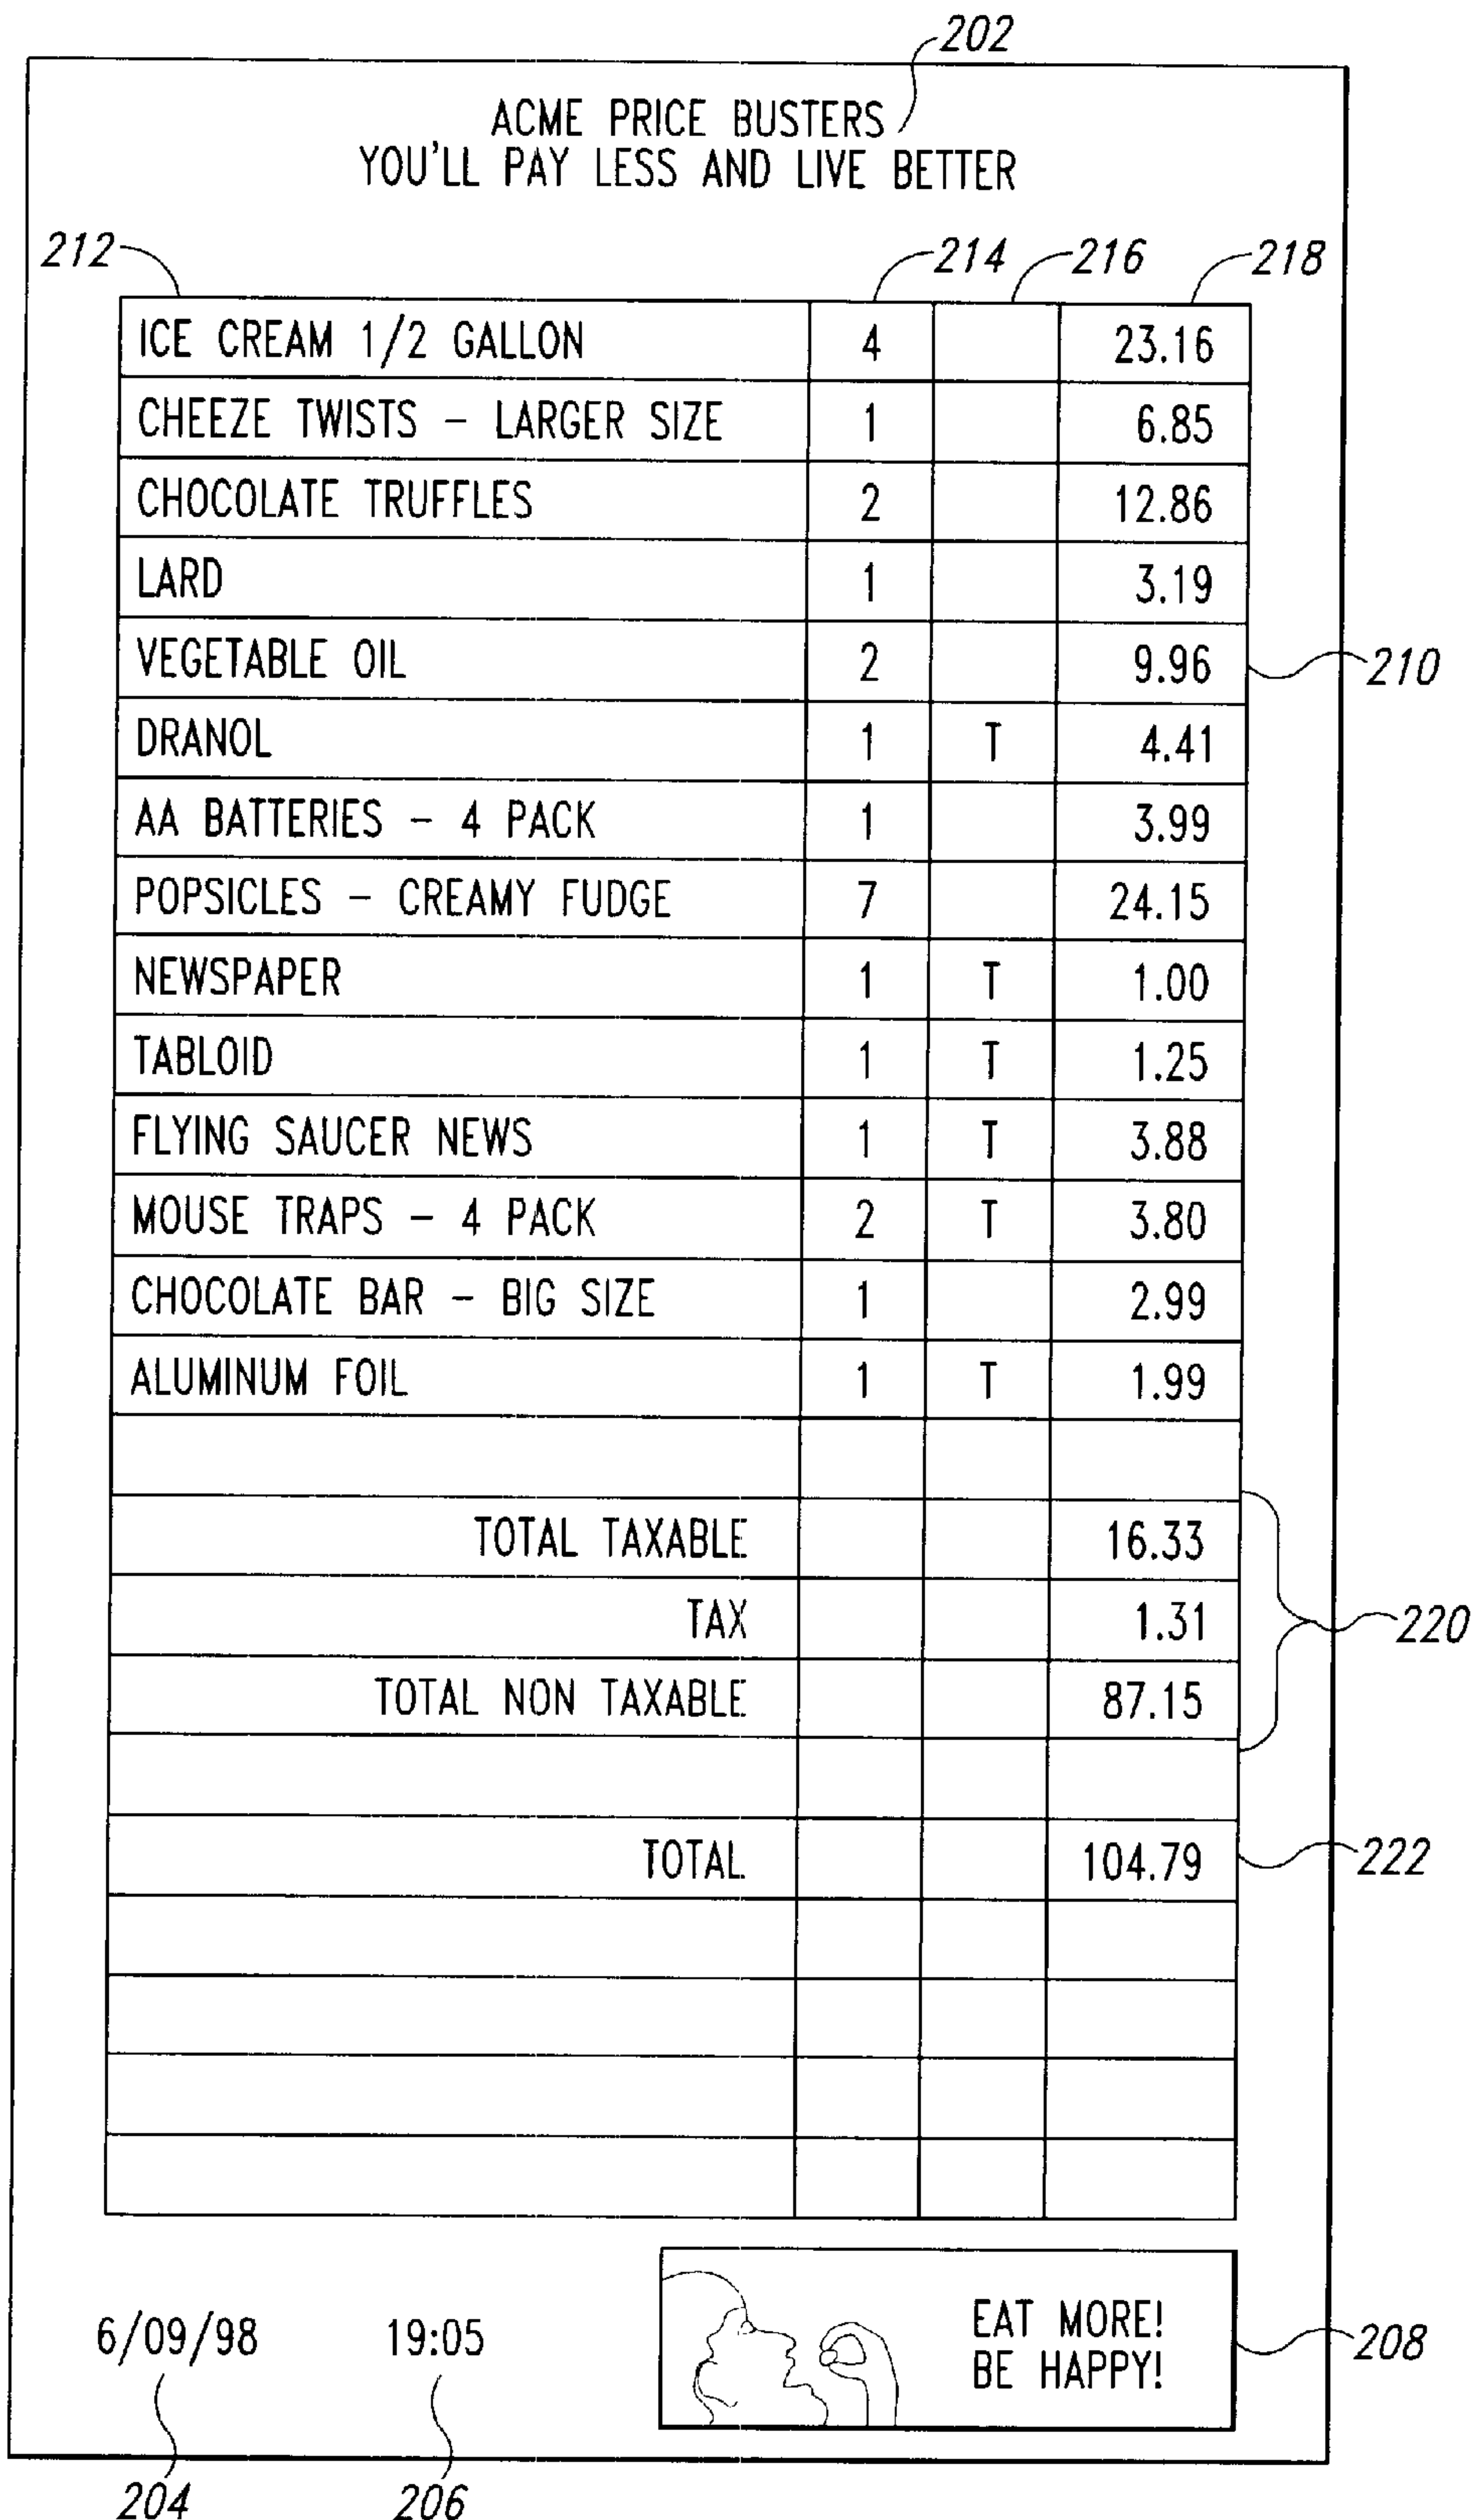 202
ACME PRICE BUSTERS
YOU'LL PAY LESS AND LIVE BETTER
212 214 216 218
ICE CREAM 1/2 GALLON 4 23.16
CHEEZE TWISTS - LARGER SIZE 1 6.85
CHOCOLATE TRUFFLES 2 12.86
LARD 1 3.19
VEGETABLE OIL 2 9.96 210
DRANOL 1 T 4.41
AA BATTERIES - 4 PACK 1 3.99
POPSICLES - CREAMY FUDGE 7 24.15
NEWSPAPER 1 T 1.00
TABLOID 1 T 1.25
FLYING SAUCER NEWS 1 T 3.88
MOUSE TRAPS - 4 PACK 2 T 3.80
CHOCOLATE BAR - BIG SIZE 1 2.99
ALUMINUM FOIL 1 T 1.99
TOTAL TAXABLE 16.33
TAX 1.31 220
TOTAL NON TAXABLE 87.15
TOTAL 104.79 222
EAT MORE!
6/09/98 19:05 208
BE HAPPY!
204 206